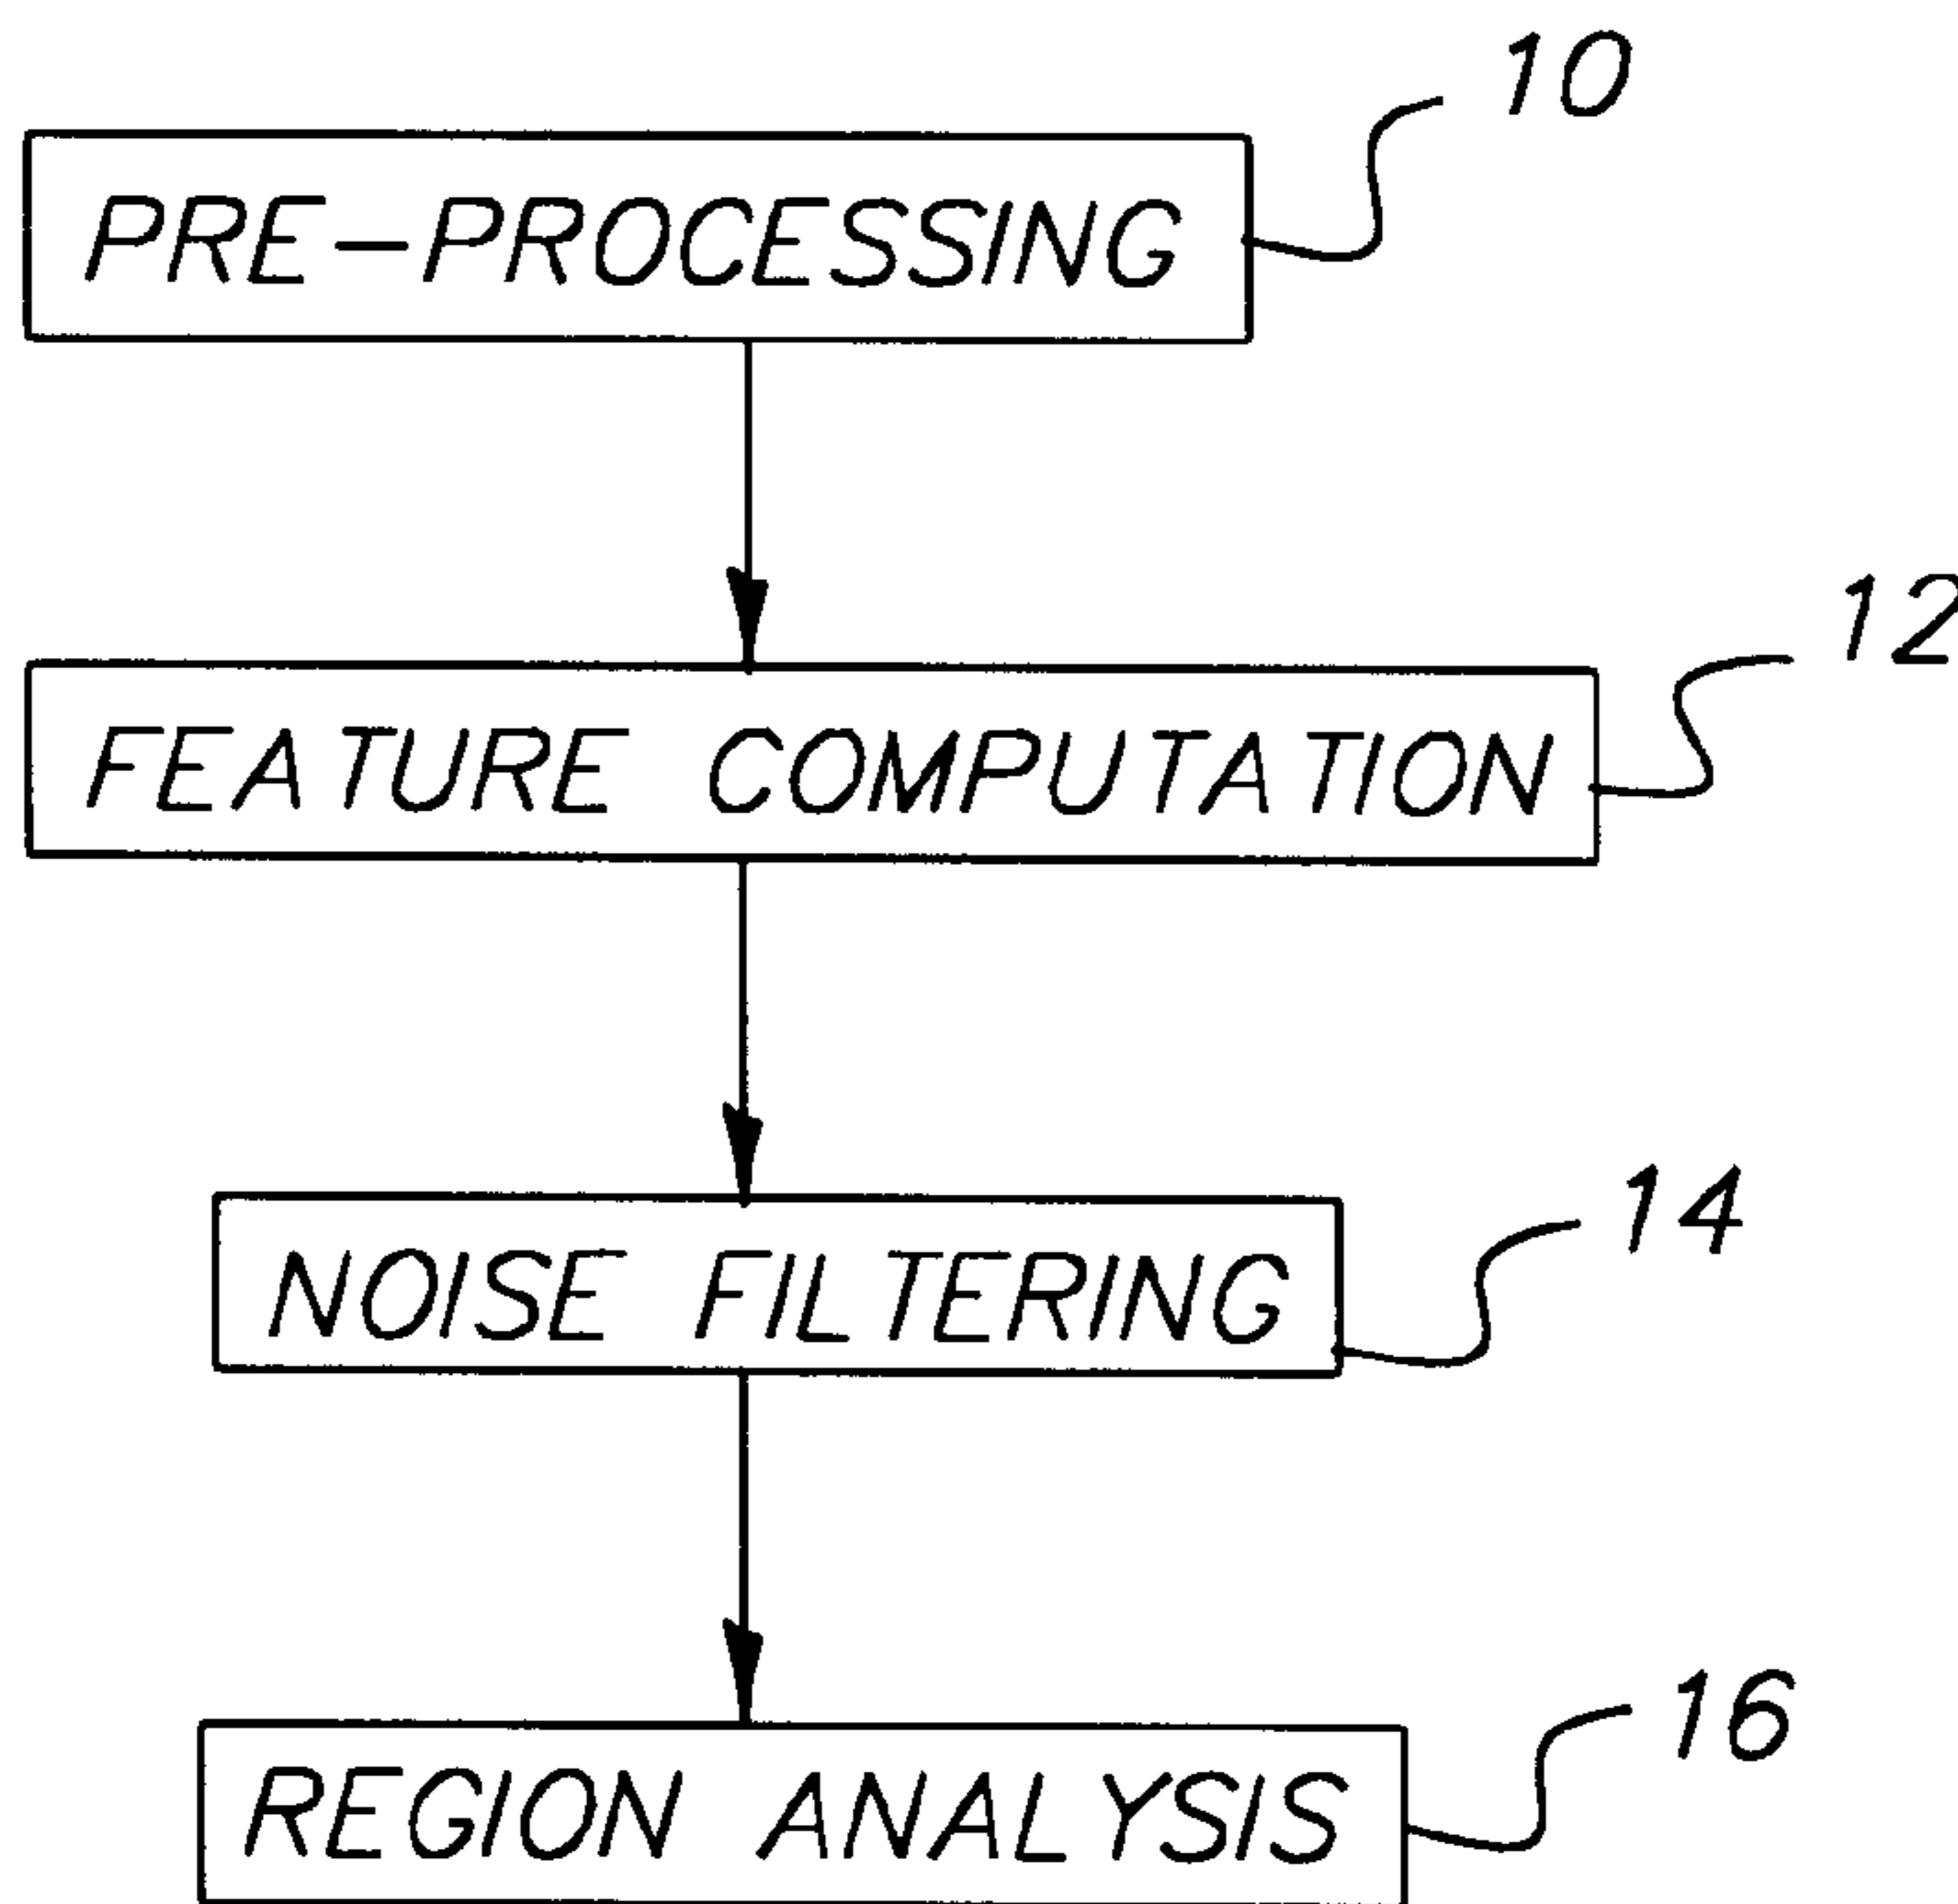 10
PRE-PROCESSING
12
FEATURE COMPUTATION
14
NOISE FILTERING
16
REGION ANALYSIS